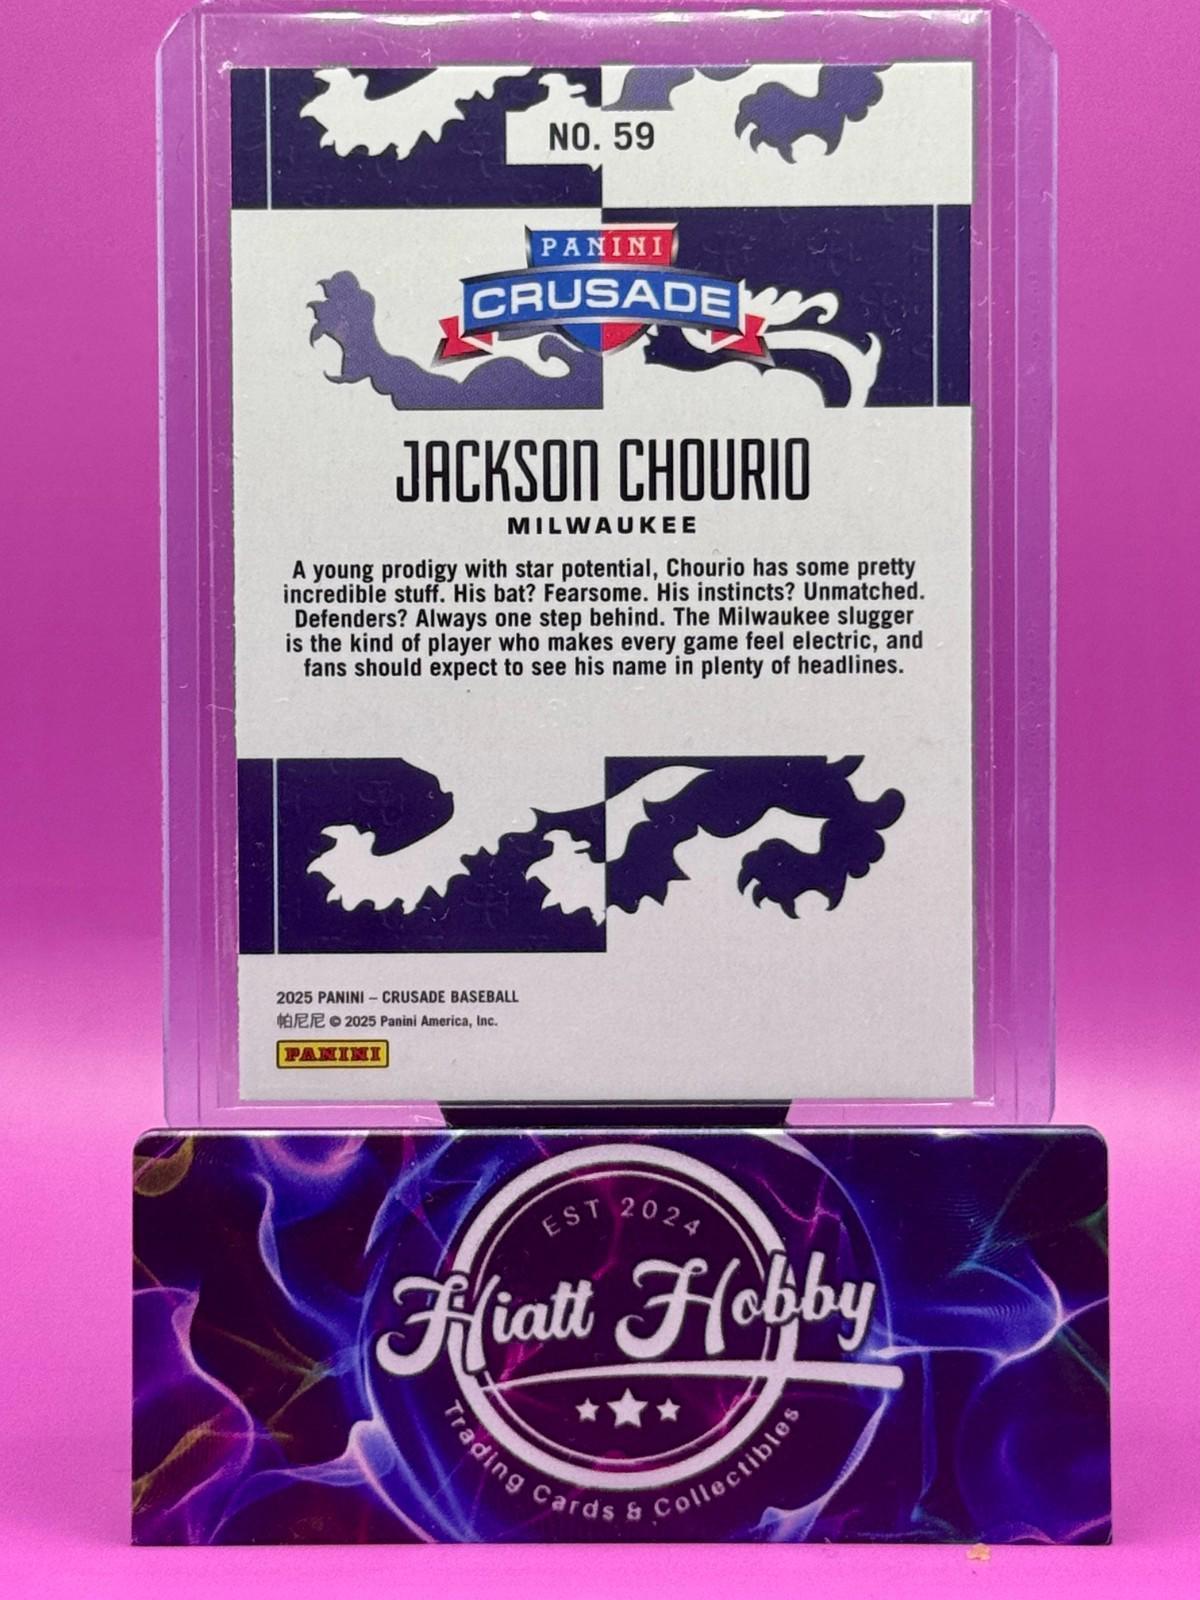 NO. 59
PANINI
CRUSADE
JACKSON CHOURIO
MILWAUKEE
A young prodigy with star potential, Chourio has some pretty
incredible stuff. His bat? Fearsome. His instincts? Unmatched.
Defenders? Always one step behind. The Milwaukee slugger
is the kind of player who makes every game feel electric, and
fans should expect to see his name in plenty of headlines.
2025 PANINI – CRUSADE BASEBALL
帕尼尼 © 2025 Panini America, Inc.
PANINI
EST 2024
Hiatt Hobby
Trading Cards & Collectibles